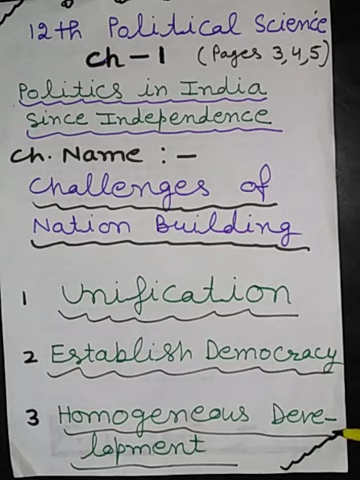 12th Political Science
Ch-1 (Pages 3,4,5)
Politics in India
Since Independence
Ch. Name :-
Challenges of
Nation Building
1 Unification
2 Establish Democracy
3 Homogeneous Deve-
lopment